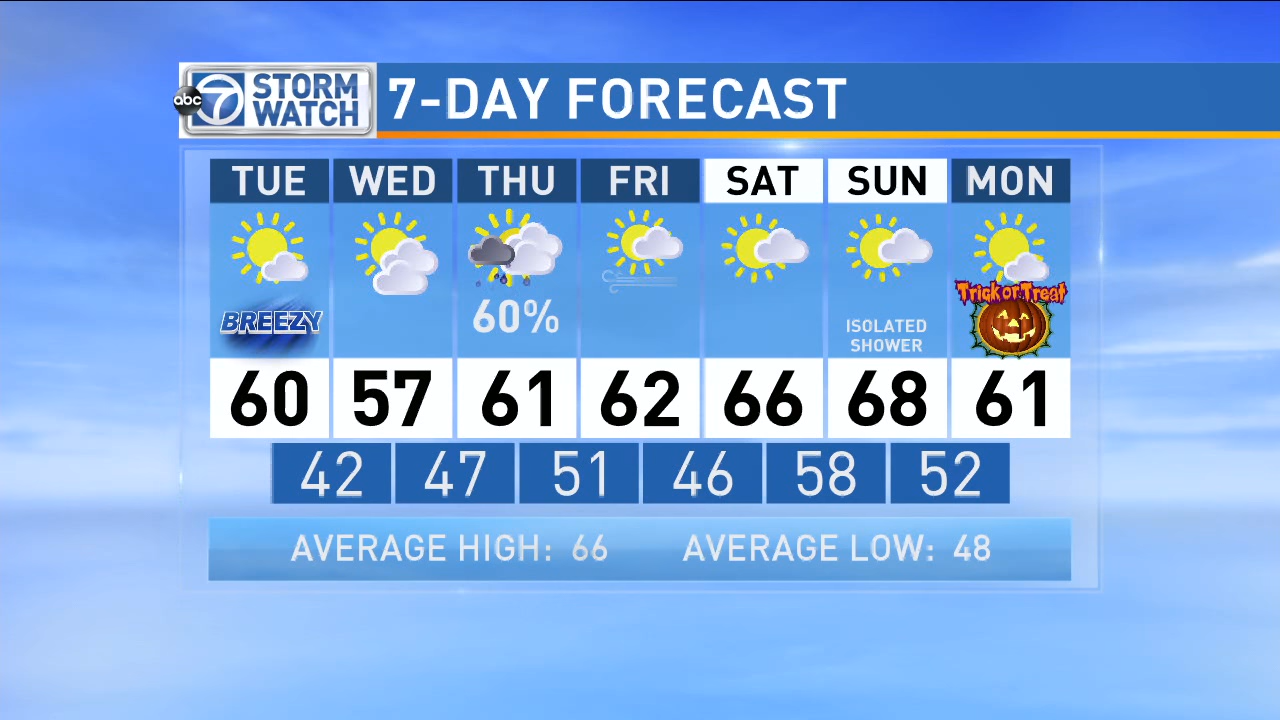 abc 7 STORM
WATCH
7-DAY FORECAST
TUE WED THU FRI SAT SUN MON
BREEZY
60%
ISOLATED
SHOWER
Trick or Treat
60 57 61 62 66 68 61
42 47 51 46 58 52
AVERAGE HIGH: 66 AVERAGE LOW: 48